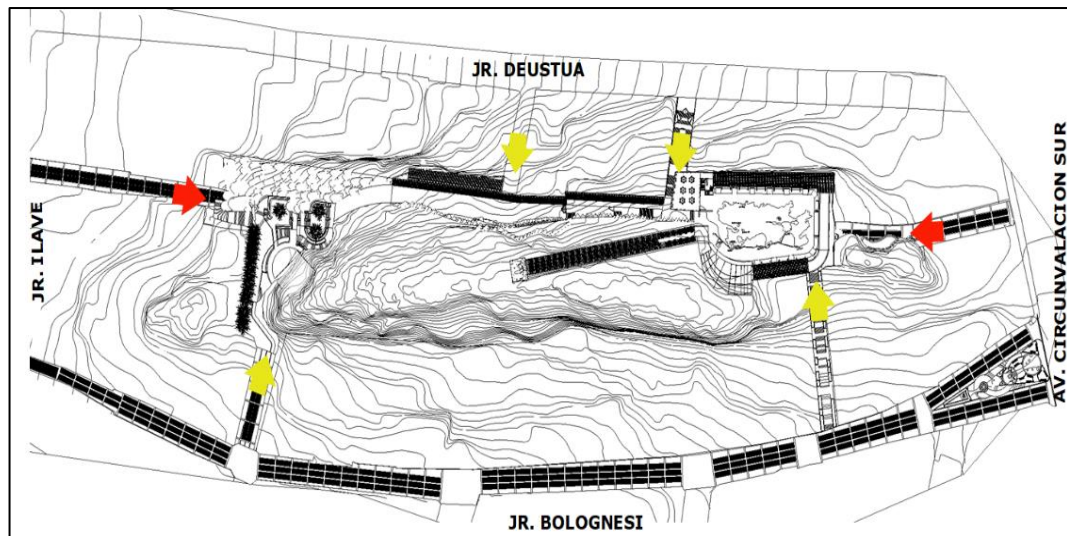 JR. DEUSTUA
JR. ILAVE
AV. CIRCUNVALACION SUR
JR. BOLOGNESI